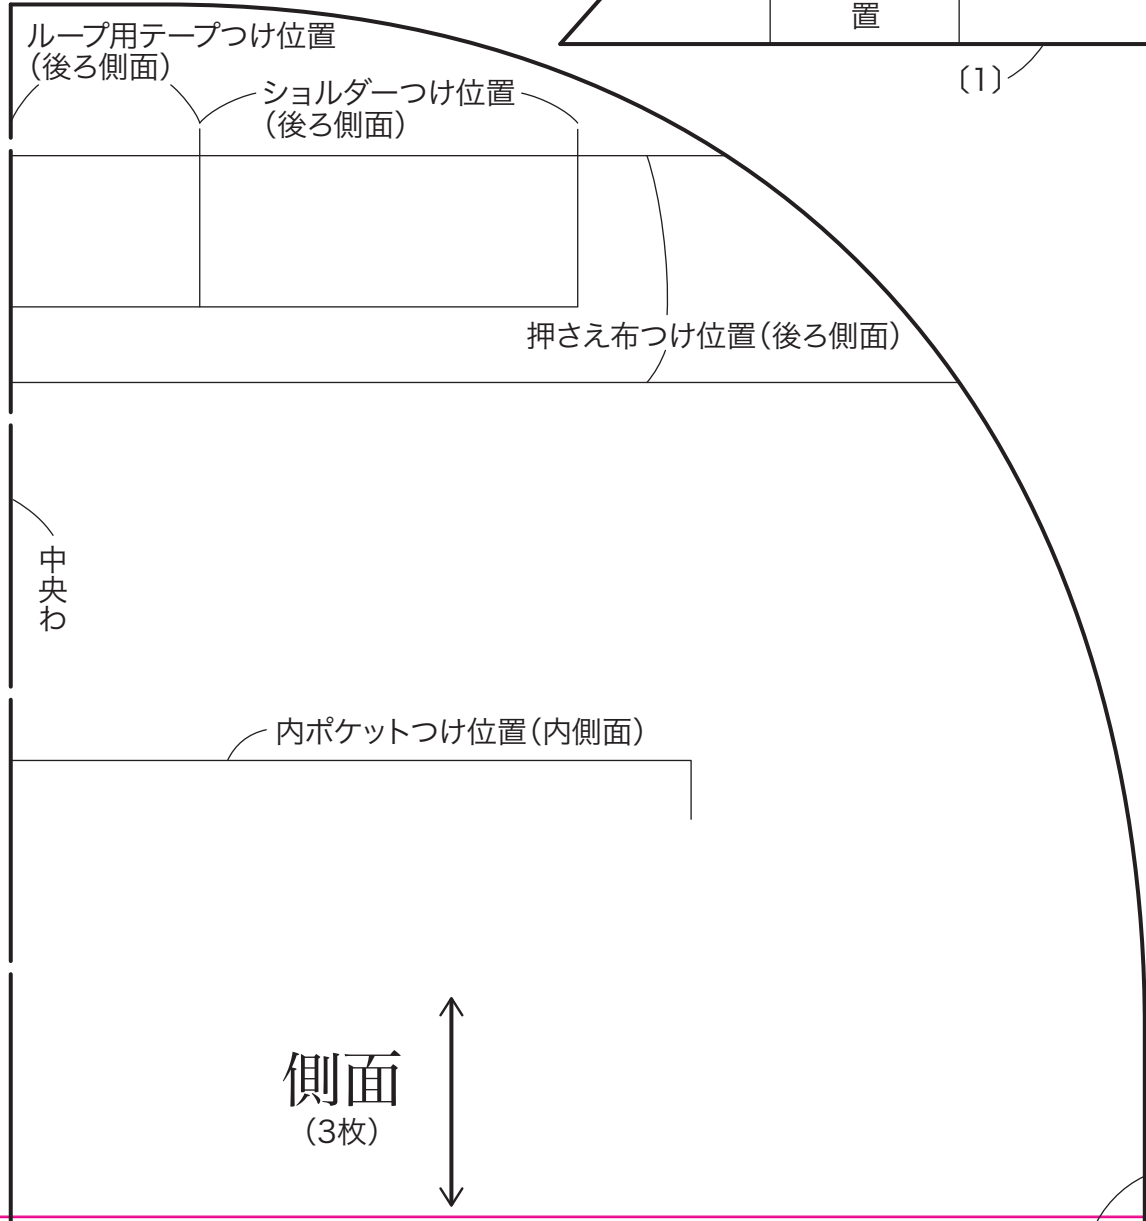 置
〔1〕
ループ用テープつけ位置
(後ろ側面)
ショルダーつけ位置
(後ろ側面)
押さえ布つけ位置(後ろ側面)
中央わ
内ポケットつけ位置(内側面)
側面
(3枚)